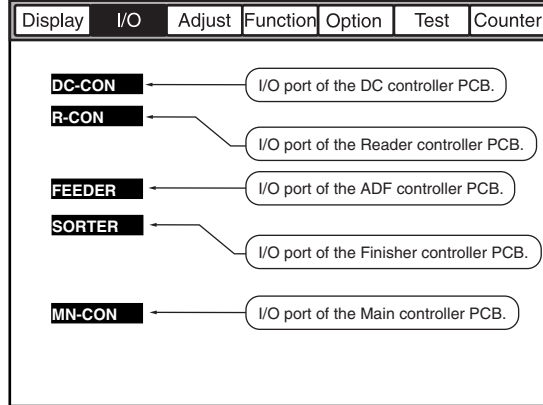 Display I/O Adjust Function Option Test Counter
DC-CON I/O port of the DC controller PCB.
R-CON
I/O port of the Reader controller PCB.
FEEDER I/O port of the ADF controller PCB.
SORTER
I/O port of the Finisher controller PCB.
MN-CON I/O port of the Main controller PCB.